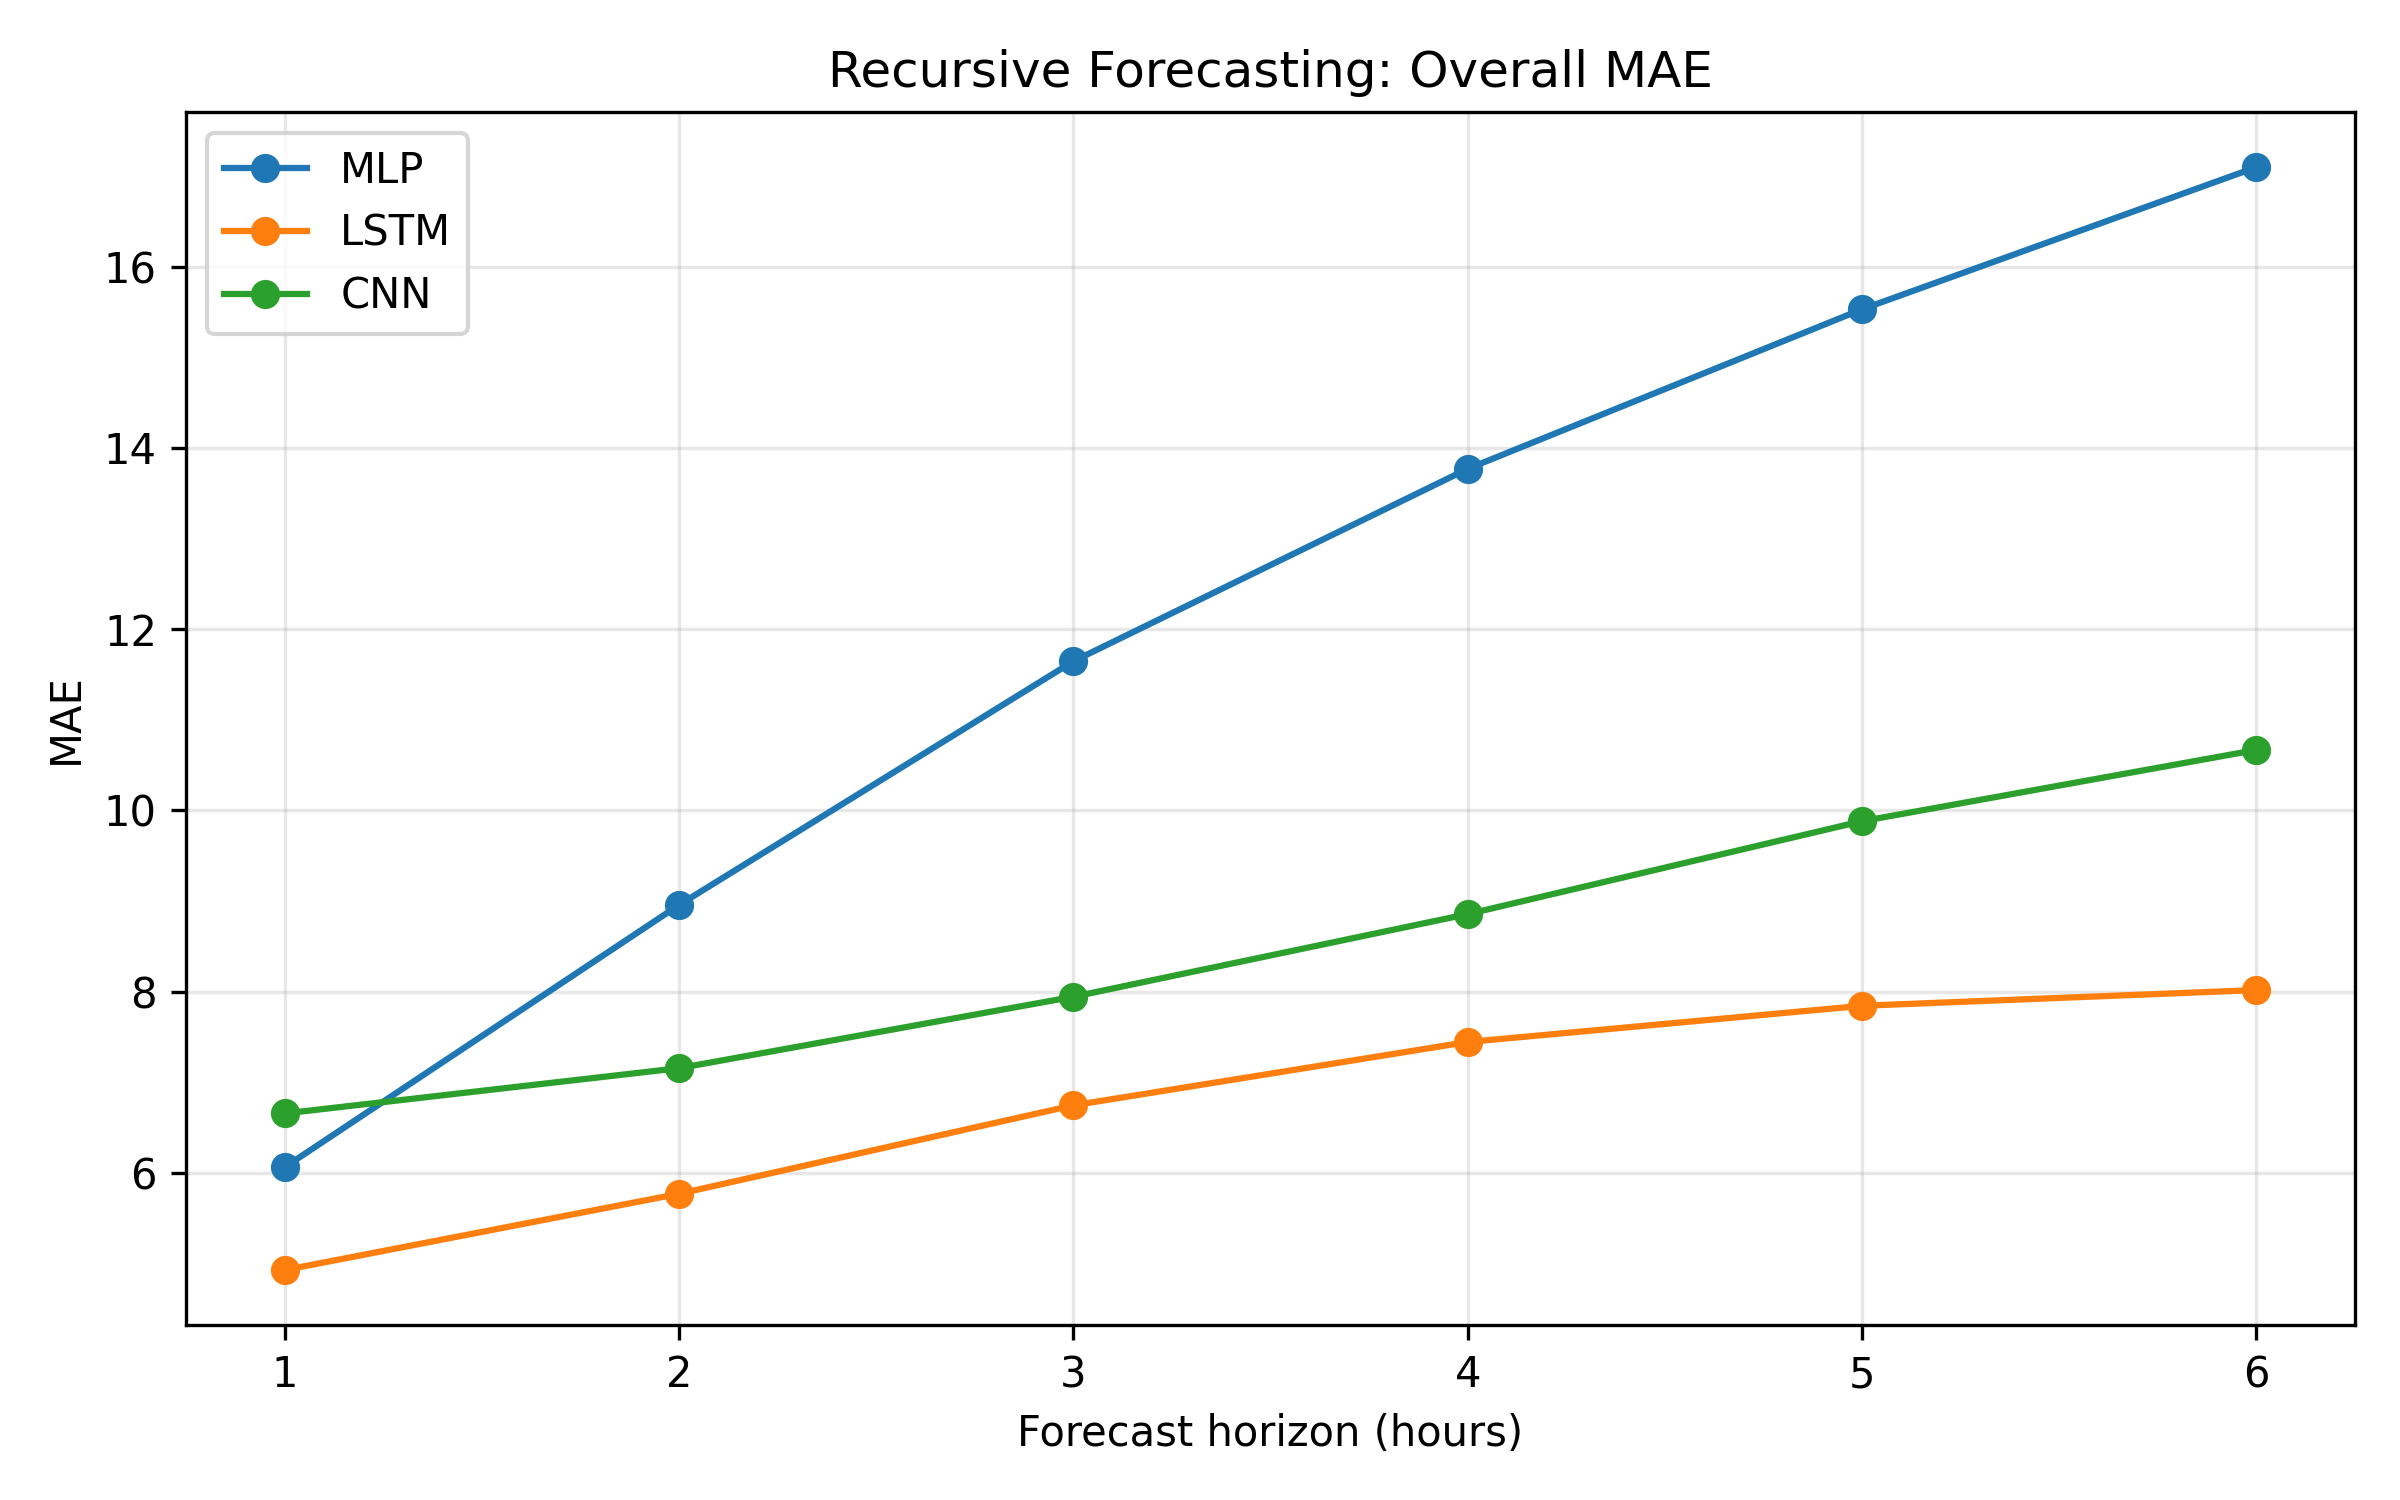 Recursive Forecasting: Overall MAE
MLP
LSTM
CNN
16
14
12
10
8
6
MAE
1 2 3 4 5 6
Forecast horizon (hours)